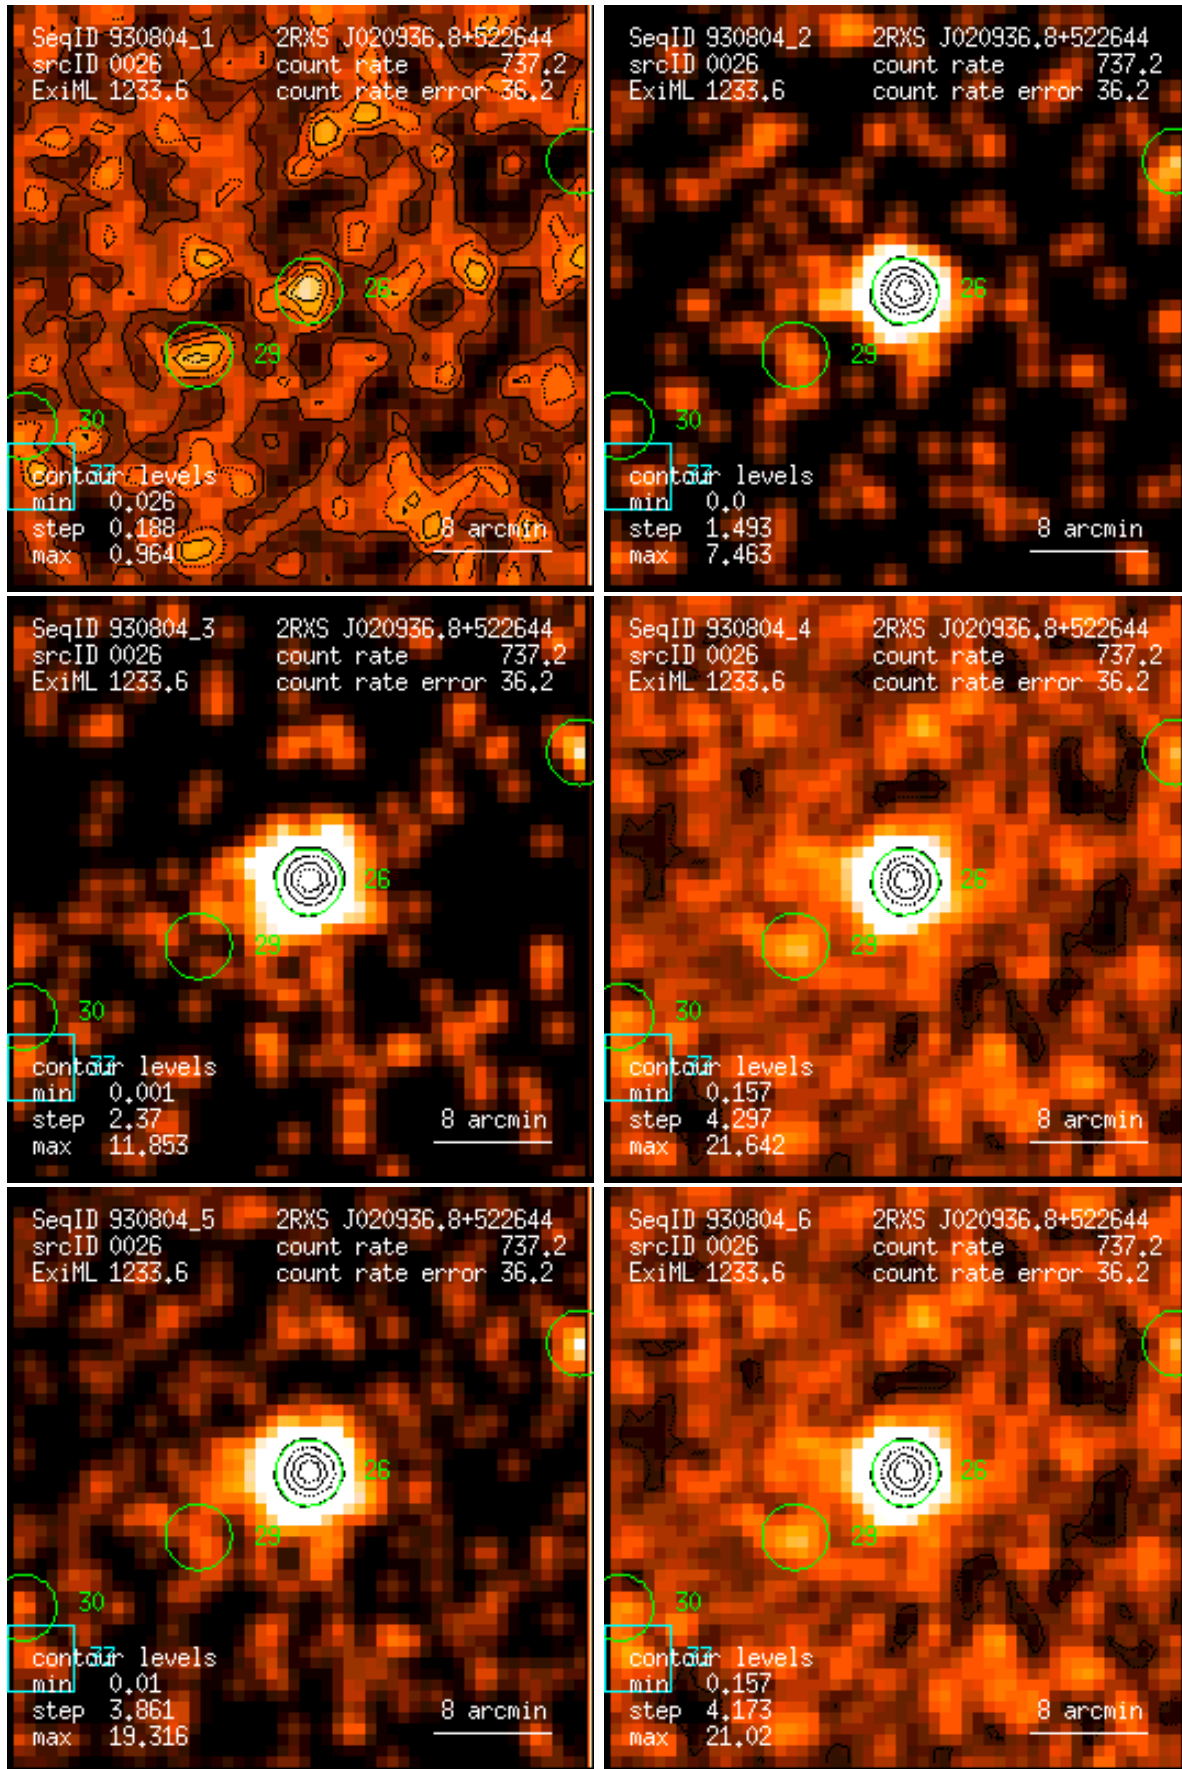 SeqID 930804_1 2RXS J020936.8+522644
srcID 0026 count rate 737.2
ExiML 1233.6 count rate error 36.2
26
29
30
33
contour levels
min 0.026
step 0.188
max 0.964
8 arcmin
SeqID 930804_2 2RXS J020936.8+522644
srcID 0026 count rate 737.2
ExiML 1233.6 count rate error 36.2
26
29
30
contour levels
min 0.0
step 1.493
max 7.463
8 arcmin
SeqID 930804_3 2RXS J020936.8+522644
srcID 0026 count rate 737.2
ExiML 1233.6 count rate error 36.2
26
29
30
contour levels
min 0.001
step 2.37
max 11.853
8 arcmin
SeqID 930804_4 2RXS J020936.8+522644
srcID 0026 count rate 737.2
ExiML 1233.6 count rate error 36.2
26
29
30
contour levels
min 0.157
step 4.297
max 21.642
8 arcmin
SeqID 930804_5 2RXS J020936.8+522644
srcID 0026 count rate 737.2
ExiML 1233.6 count rate error 36.2
26
29
30
contour levels
min 0.01
step 3.861
max 19.316
8 arcmin
SeqID 930804_6 2RXS J020936.8+522644
srcID 0026 count rate 737.2
ExiML 1233.6 count rate error 36.2
26
29
30
contour levels
min 0.157
step 4.173
max 21.02
8 arcmin